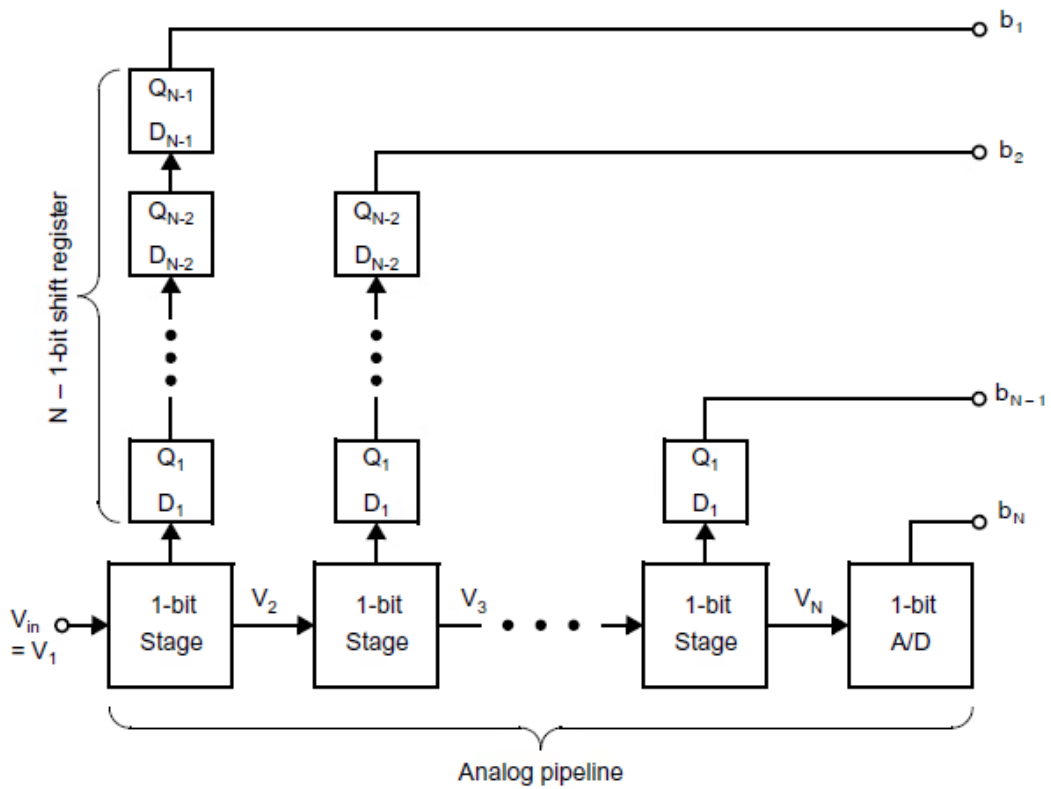 b1
QN-1
DN-1
b2
QN-2
DN-2
QN-2
DN-2
N – 1-bit shift register
bN – 1
Q1
D1
Q1
D1
Q1
D1
bN
Vin
= V1
1-bit
Stage
V2
1-bit
Stage
V3
1-bit
Stage
VN
1-bit
A/D
Analog pipeline